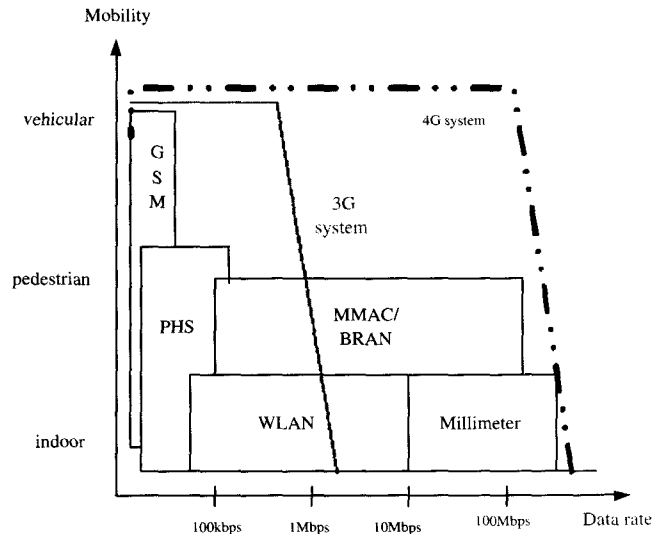 Mobility
vehicular
4G system
G
S
M
3G
system
pedestrian
PHS
MMAC/
BRAN
indoor
WLAN
Millimeter
100kbps
1Mbps
10Mbps
100Mbps
Data rate